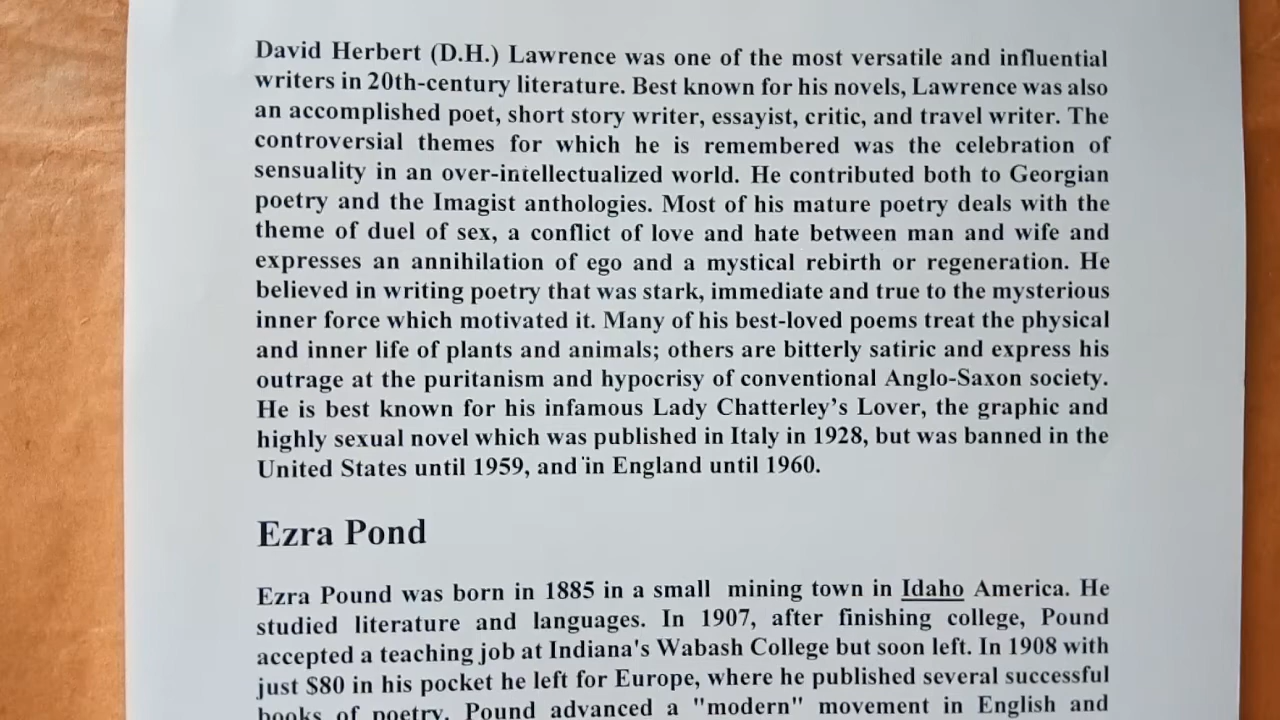 David Herbert (D.H.) Lawrence was one of the most versatile and influential
writers in 20th-century literature. Best known for his novels, Lawrence was also
an accomplished poet, short story writer, essayist, critic, and travel writer. The
controversial themes for which he is remembered was the celebration of
sensuality in an over-intellectualized world. He contributed both to Georgian
poetry and the Imagist anthologies. Most of his mature poetry deals with the
theme of duel of sex, a conflict of love and hate between man and wife and
expresses an annihilation of ego and a mystical rebirth or regeneration. He
believed in writing poetry that was stark, immediate and true to the mysterious
inner force which motivated it. Many of his best-loved poems treat the physical
and inner life of plants and animals; others are bitterly satiric and express his
outrage at the puritanism and hypocrisy of conventional Anglo-Saxon society.
He is best known for his infamous Lady Chatterley’s Lover, the graphic and
highly sexual novel which was published in Italy in 1928, but was banned in the
United States until 1959, and in England until 1960.
Ezra Pond
Ezra Pound was born in 1885 in a small mining town in Idaho America. He
studied literature and languages. In 1907, after finishing college, Pound
accepted a teaching job at Indiana's Wabash College but soon left. In 1908 with
just $80 in his pocket he left for Europe, where he published several successful
books of poetry. Pound advanced a "modern" movement in English and